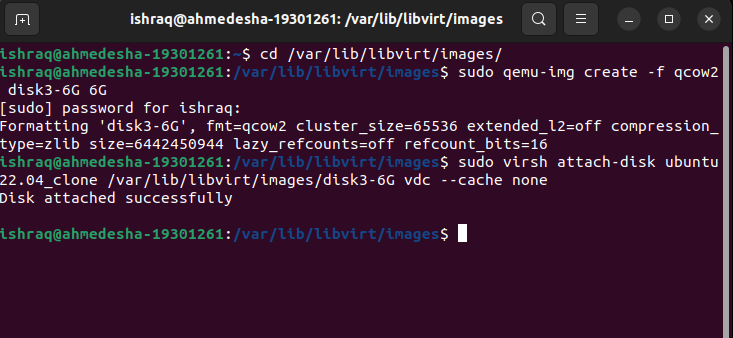 ishraq@ahmedesha-19301261: /var/lib/libvirt/images
ishraq@ahmedesha-19301261:~$ cd /var/lib/libvirt/images/
ishraq@ahmedesha-19301261:/var/lib/libvirt/images$ sudo qemu-img create -f qcow2
 disk3-6G 6G
[sudo] password for ishraq:
Formatting 'disk3-6G', fmt=qcow2 cluster_size=65536 extended_l2=off compression_
type=zlib size=6442450944 lazy_refcounts=off refcount_bits=16
ishraq@ahmedesha-19301261:/var/lib/libvirt/images$ sudo virsh attach-disk ubuntu
22.04_clone /var/lib/libvirt/images/disk3-6G vdc --cache none
Disk attached successfully
ishraq@ahmedesha-19301261:/var/lib/libvirt/images$